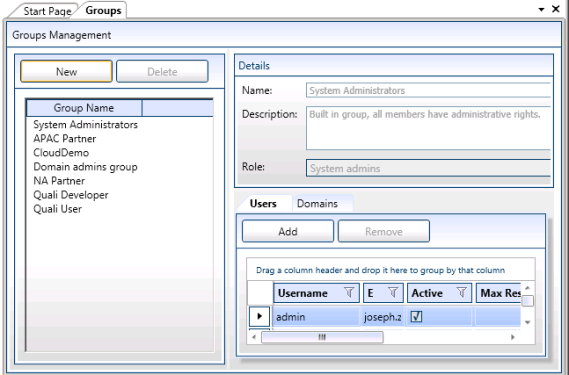 Start Page Groups
Groups Management
New Delete
Group Name
System Administrators
APAC Partner
CloudDemo
Domain admins group
NA Partner
Quali Developer
Quali User
Details
Name: System Administrators
Description: Built in group, all members have administrative rights.
Role: System admins
Users Domains
Add Remove
Drag a column header and drop it here to group by that column
Username E Active Max Res
admin joseph.z